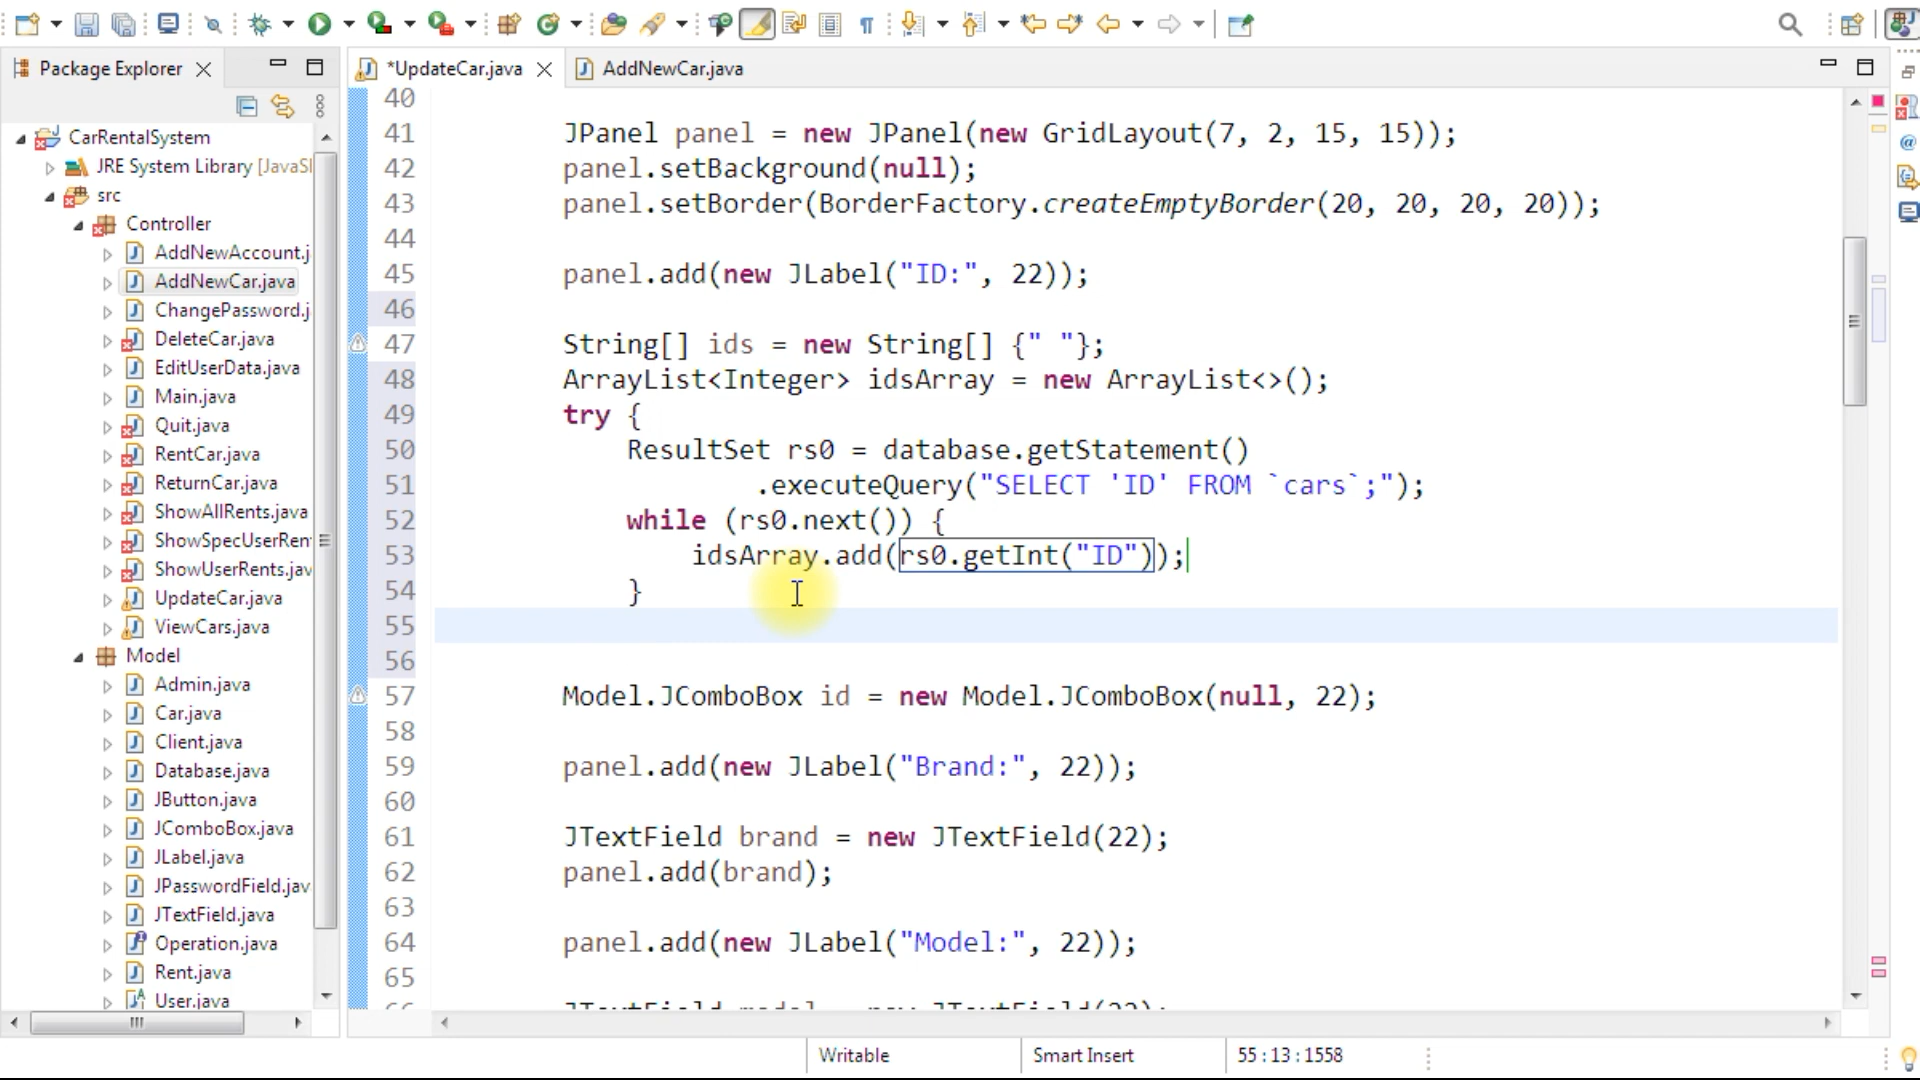 Package Explorer
CarRentalSystem
JRE System Library [JavaSI
src
Controller
AddNewAccount.j
AddNewCar.java
ChangePassword.j
DeleteCar.java
EditUserData.java
Main.java
Quit.java
RentCar.java
ReturnCar.java
ShowAllRents.java
ShowSpecUserRen
ShowUserRents.jav
UpdateCar.java
ViewCars.java
Model
Admin.java
Car.java
Client.java
Database.java
JButton.java
JComboBox.java
JLabel.java
JPasswordField.jav
JTextField.java
Operation.java
Rent.java
User.java
*UpdateCar.java
AddNewCar.java
40
41 JPanel panel = new JPanel(new GridLayout(7, 2, 15, 15));
42 panel.setBackground(null);
43 panel.setBorder(BorderFactory.createEmptyBorder(20, 20, 20, 20));
44
45 panel.add(new JLabel("ID:", 22));
46
47 String[] ids = new String[] {" "};
48 ArrayList<Integer> idsArray = new ArrayList<>();
49 try {
50 ResultSet rs0 = database.getStatement()
51 .executeQuery("SELECT 'ID' FROM `cars`;");
52 while (rs0.next()) {
53 idsArray.add(rs0.getInt("ID"));
54 }
55
56
57 Model.JComboBox id = new Model.JComboBox(null, 22);
58
59 panel.add(new JLabel("Brand:", 22));
60
61 JTextField brand = new JTextField(22);
62 panel.add(brand);
63
64 panel.add(new JLabel("Model:", 22));
65
Writable
Smart Insert
55 : 13 : 1558